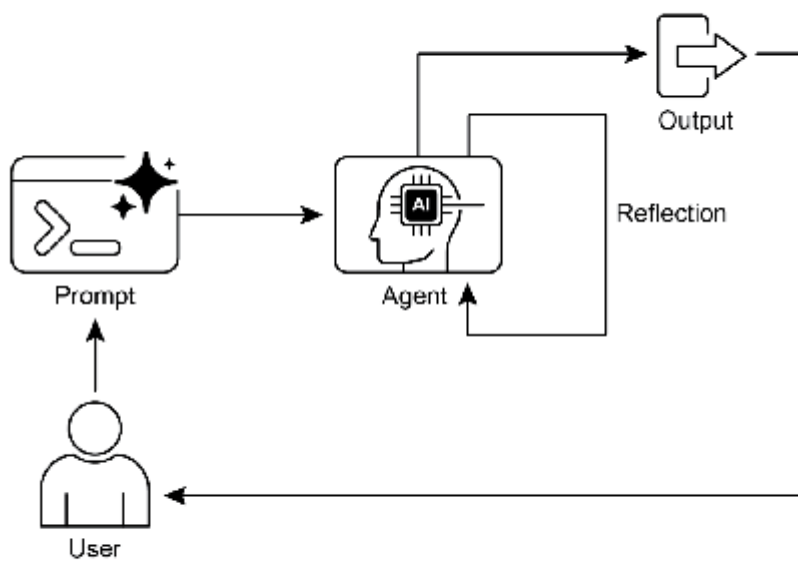 Output
AI
Reflection
Prompt
Agent
User